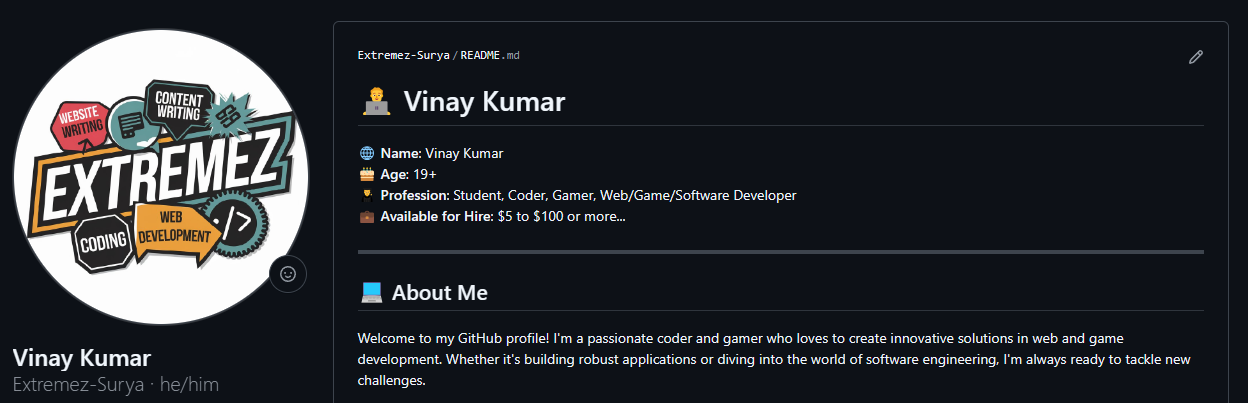 WEBSITE
WRITING
CONTENT
WRITING
EXTREMEZ
CODING
WEB
DEVELOPMENT
</>
Vinay Kumar
Extremez-Surya · he/him
Extremez-Surya/README.md
Vinay Kumar
Name: Vinay Kumar
Age: 19+
Profession: Student, Coder, Gamer, Web/Game/Software Developer
Available for Hire: $5 to $100 or more...
About Me
Welcome to my GitHub profile! I'm a passionate coder and gamer who loves to create innovative solutions in web and game
development. Whether it's building robust applications or diving into the world of software engineering, I'm always ready to tackle new
challenges.